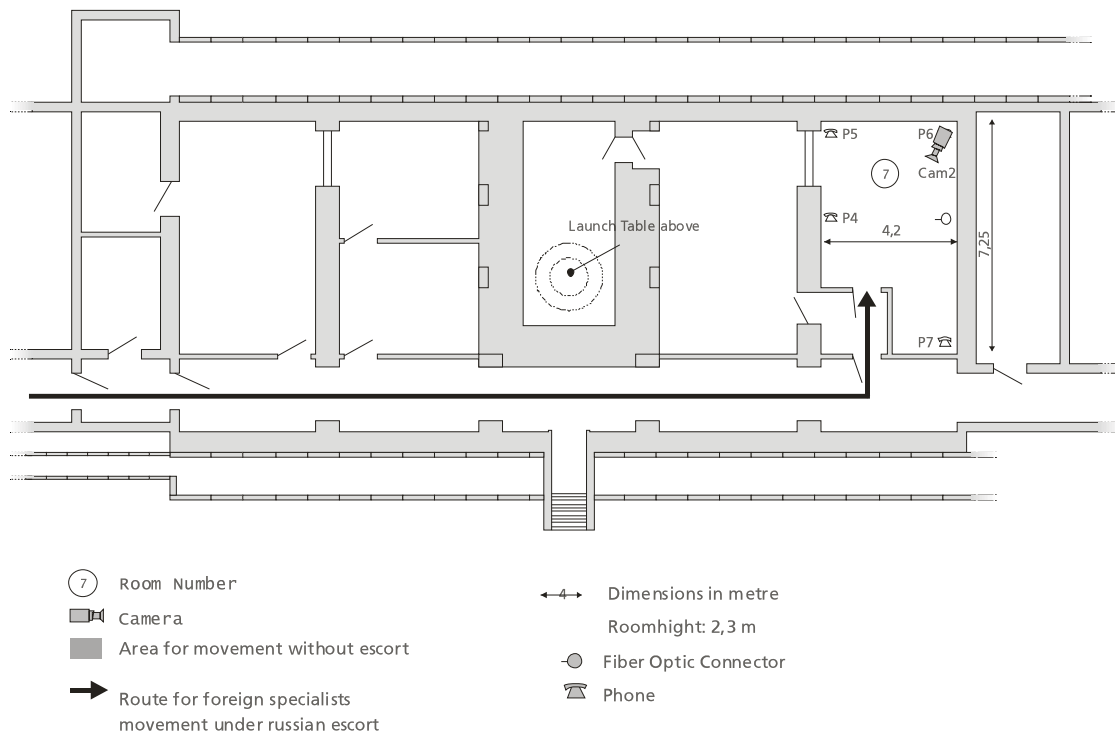 P5
P6
7
Cam2
P4
4,2
7,25
Launch Table above
P7
7 Room Number
Camera
Area for movement without escort
Route for foreign specialists
movement under russian escort
4 Dimensions in metre
Roomhight: 2,3 m
Fiber Optic Connector
Phone